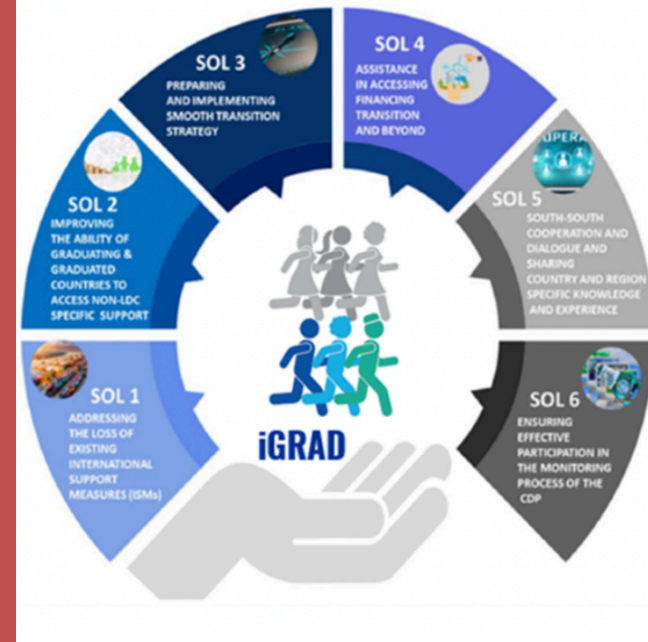 SOL 1
ADDRESSING
THE LOSS OF
EXISTING
INTERNATIONAL
SUPPORT
MEASURES (ISMs)
SOL 2
IMPROVING
THE ABILITY OF
GRADUATING &
GRADUATED
COUNTRIES TO
ACCESS NON-LDC
SPECIFIC SUPPORT
SOL 3
PREPARING
AND IMPLEMENTING
SMOOTH TRANSITION
STRATEGY
SOL 4
ASSISTANCE
IN ACCESSING
FINANCING
TRANSITION
AND BEYOND
UPERA
SOL 5
SOUTH-SOUTH
COOPERATION AND
DIALOGUE AND
SHARING
COUNTRY AND REGION
SPECIFIC KNOWLEDGE
AND EXPERIENCE
SOL 6
ENSURING
EFFECTIVE
PARTICIPATION IN
THE MONITORING
PROCESS OF THE
CDP
iGRAD